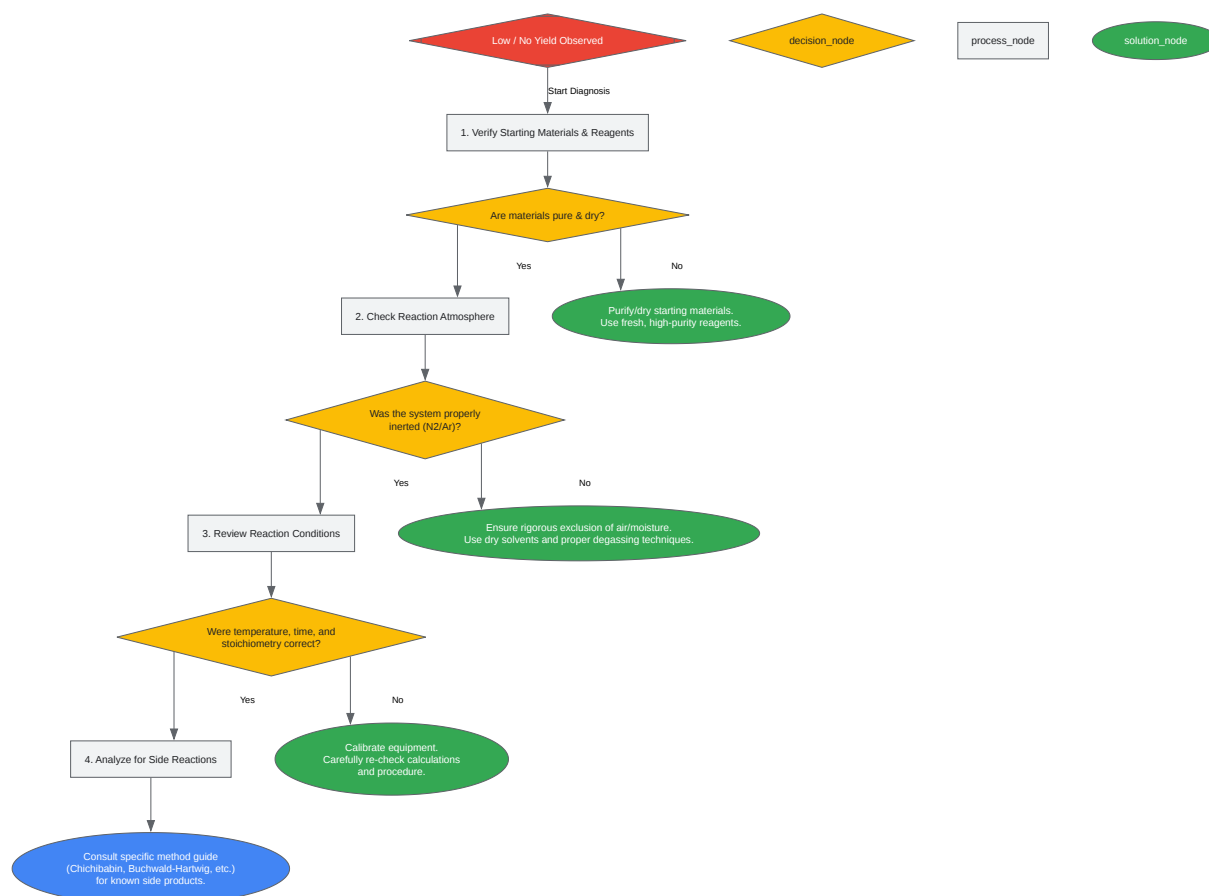 Low / No Yield Observed
decision_node
process_node
solution_node
Start Diagnosis
1. Verify Starting Materials & Reagents
Are materials pure & dry?
Yes
No
2. Check Reaction Atmosphere
Purify/dry starting materials.
Use fresh, high-purity reagents.
Was the system properly
inerted (N2/Ar)?
Yes
No
3. Review Reaction Conditions
Ensure rigorous exclusion of air/moisture.
Use dry solvents and proper degassing techniques.
Were temperature, time, and
stoichiometry correct?
Yes
No
4. Analyze for Side Reactions
Calibrate equipment.
Carefully re-check calculations
and procedure.
Consult specific method guide
(Chichibabin, Buchwald-Hartwig, etc.)
for known side products.